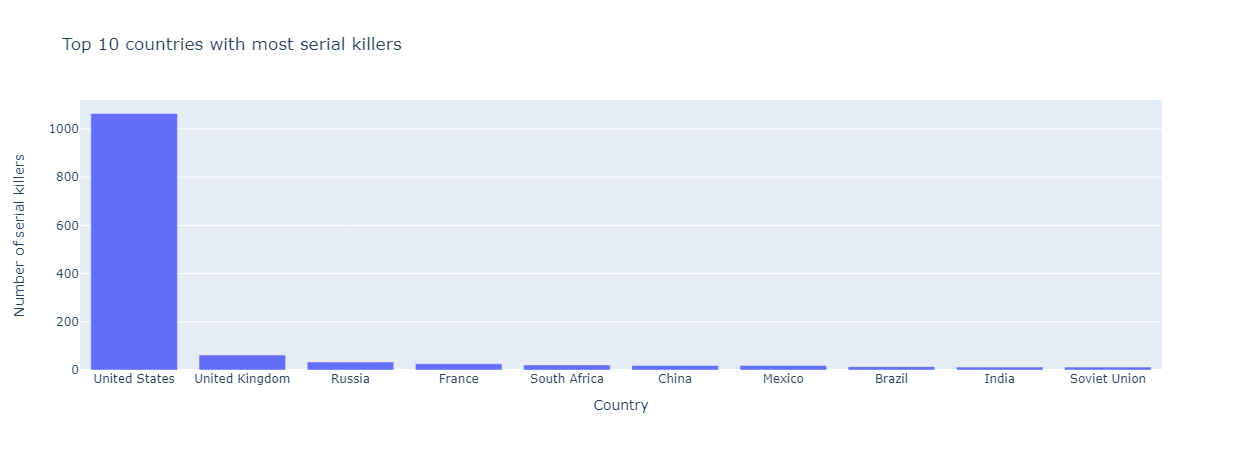 Top 10 countries with most serial killers
Number of serial killers
1000
800
600
400
200
0
United States United Kingdom Russia France South Africa China Mexico Brazil India Soviet Union
Country